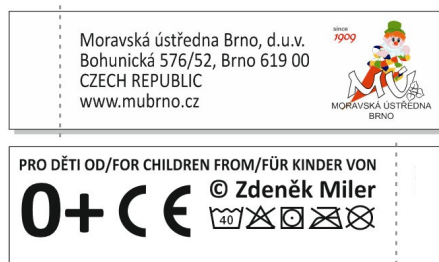 Moravská ústředna Brno, d.u.v.
Bohunická 576/52, Brno 619 00
CZECH REPUBLIC
www.mubrno.cz
since
1909
MÚ
MORAVSKÁ ÚSTŘEDNA
BRNO
PRO DĚTI OD/FOR CHILDREN FROM/FÜR KINDER VON
0+ CE
© Zdeněk Miler
40